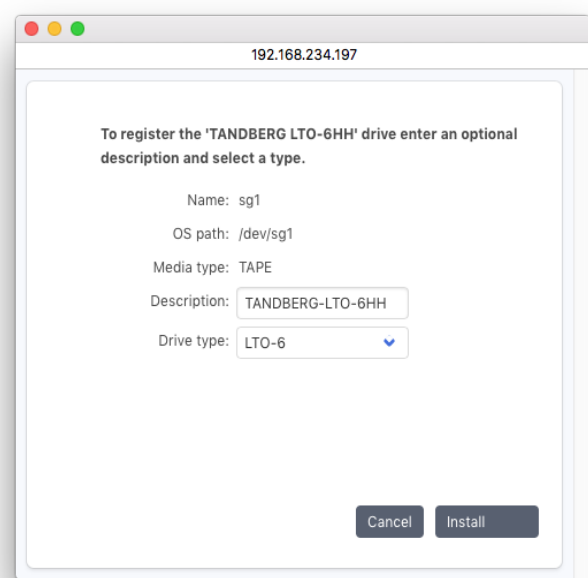 192.168.234.197
To register the 'TANDBERG LTO-6HH' drive enter an optional
description and select a type.
Name: sg1
OS path: /dev/sg1
Media type: TAPE
Description: TANDBERG-LTO-6HH
Drive type: LTO-6
Cancel Install